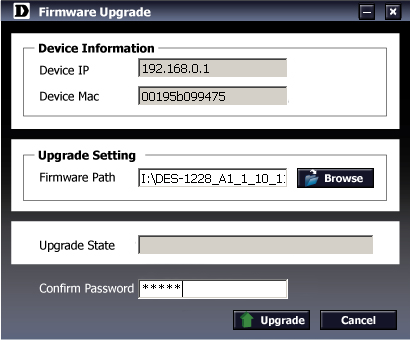 D Firmware Upgrade
Device Information
Device IP 192.168.0.1
Device Mac 00195b099475
Upgrade Setting
Firmware Path I:\DES-1228_A1_1_10_1 Browse
Upgrade State
Confirm Password *****
Upgrade Cancel